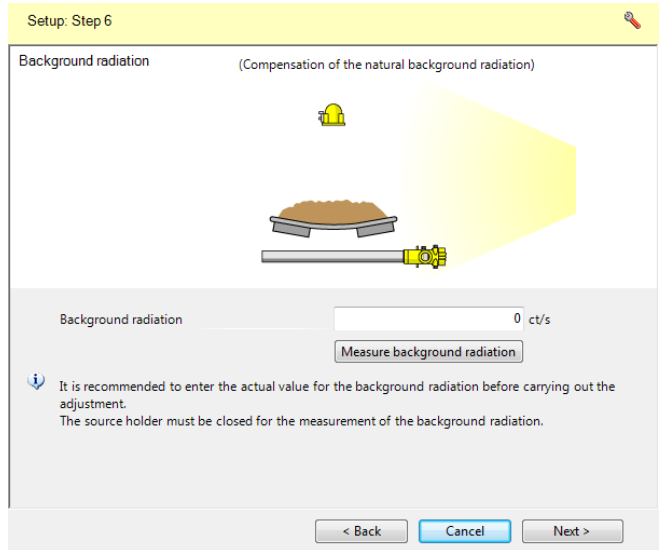 Setup: Step 6
Background radiation
(Compensation of the natural background radiation)
Background radiation
0 ct/s
Measure background radiation
It is recommended to enter the actual value for the background radiation before carrying out the
adjustment.
The source holder must be closed for the measurement of the background radiation.
< Back
Cancel
Next >